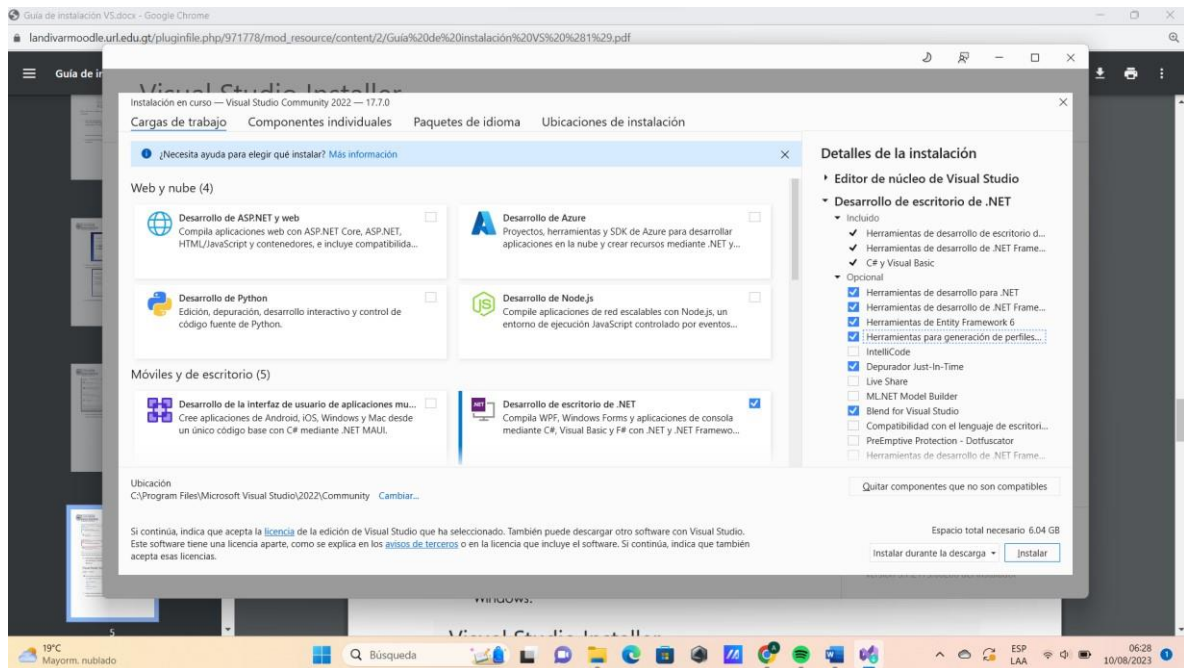 Guía de instalación VS.docx - Google Chrome
landivarmoodle.url.edu.gt/pluginfile.php/971778/mod_resource/content/2/Guía%20de%20instalación%20VS%20%281%29.pdf
Guía de in
Visual Studio Installer
Instalación en curso — Visual Studio Community 2022 — 17.7.0
Cargas de trabajo Componentes individuales Paquetes de idioma Ubicaciones de instalación
¿Necesita ayuda para elegir qué instalar? Más información
Web y nube (4)
Desarrollo de ASP.NET y web
Compila aplicaciones web con ASP.NET Core, ASP.NET,
HTML/JavaScript y contenedores, e incluye compatibilida...
Desarrollo de Azure
Proyectos, herramientas y SDK de Azure para desarrollar
aplicaciones en la nube y crear recursos mediante .NET y...
Desarrollo de Python
Edición, depuración, desarrollo interactivo y control de
código fuente de Python.
Desarrollo de Node.js
Compile aplicaciones de red escalables con Node.js, un
entorno de ejecución JavaScript controlado por eventos...
Móviles y de escritorio (5)
Desarrollo de la interfaz de usuario de aplicaciones mu...
Cree aplicaciones de Android, iOS, Windows y Mac desde
un único código base con C# mediante .NET MAUI.
.NET
Desarrollo de escritorio de .NET
Compila WPF, Windows Forms y aplicaciones de consola
mediante C#, Visual Basic y F# con .NET y .NET Framewo...
Detalles de la instalación
Editor de núcleo de Visual Studio
Desarrollo de escritorio de .NET
Incluido
Herramientas de desarrollo de escritorio d...
Herramientas de desarrollo de .NET Frame...
C# y Visual Basic
Opcional
Herramientas de desarrollo para .NET
Herramientas de desarrollo de .NET Frame...
Herramientas de Entity Framework 6
Herramientas para generación de perfiles...
IntelliCode
Depurador Just-In-Time
Live Share
ML.NET Model Builder
Blend for Visual Studio
Compatibilidad con el lenguaje de escritori...
PreEmptive Protection - Dotfuscator
Herramientas de desarrollo de .NET Frame...
Ubicación
C:\Program Files\Microsoft Visual Studio\2022\Community Cambiar...
Quitar componentes que no son compatibles
Si continúa, indica que acepta la licencia de la edición de Visual Studio que ha seleccionado. También puede descargar otro software con Visual Studio.
Este software tiene una licencia aparte, como se explica en los avisos de terceros o en la licencia que incluye el software. Si continúa, indica que también
acepta esas licencias.
Espacio total necesario 6.04 GB
Instalar durante la descarga Instalar
Windows.
5
Visual Studio Installer
19°C
Mayorm. nublado
Búsqueda
ESP
LAA
06:28
10/08/2023
1